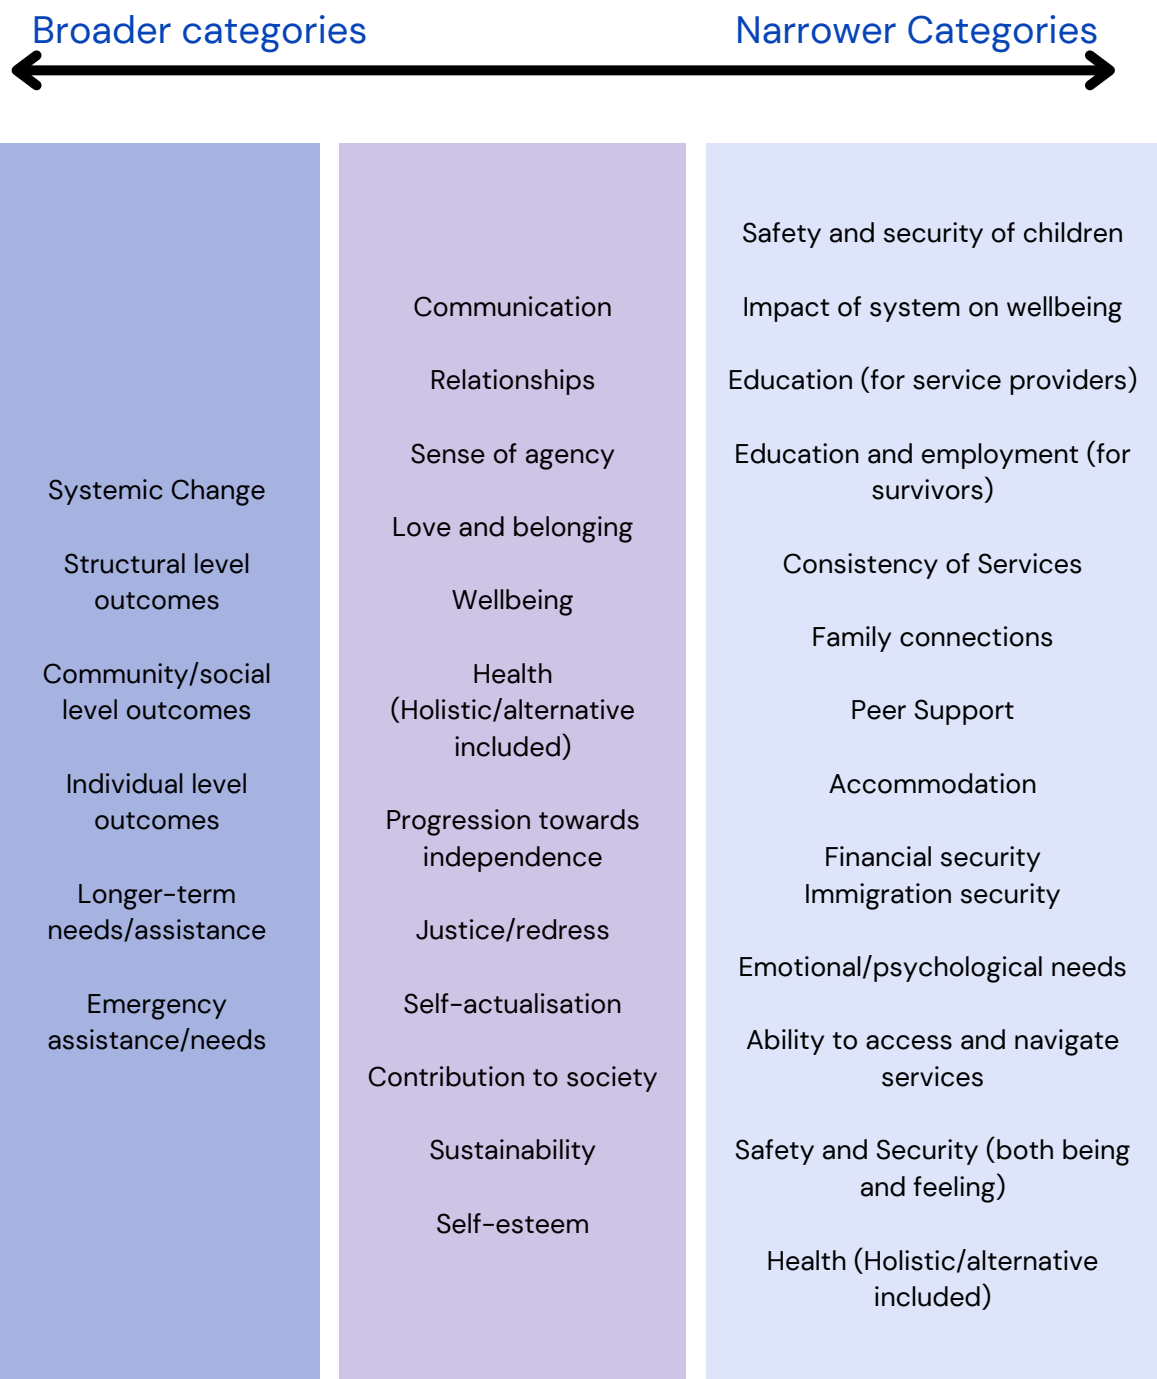 Broader categories
Narrower Categories
Systemic Change
Structural level
outcomes
Community/social
level outcomes
Individual level
outcomes
Longer-term
needs/assistance
Emergency
assistance/needs
Communication
Relationships
Sense of agency
Love and belonging
Wellbeing
Health
(Holistic/alternative
included)
Progression towards
independence
Justice/redress
Self-actualisation
Contribution to society
Sustainability
Self-esteem
Safety and security of children
Impact of system on wellbeing
Education (for service providers)
Education and employment (for
survivors)
Consistency of Services
Family connections
Peer Support
Accommodation
Financial security
Immigration security
Emotional/psychological needs
Ability to access and navigate
services
Safety and Security (both being
and feeling)
Health (Holistic/alternative
included)